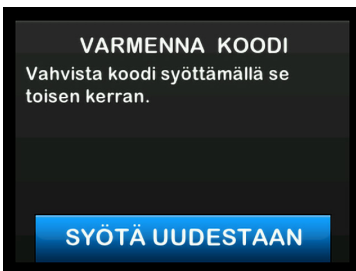 VARMENNA KOODI
Vahvista koodi syöttämällä se
toisen kerran.
SYÖTÄ UUDESTAAN